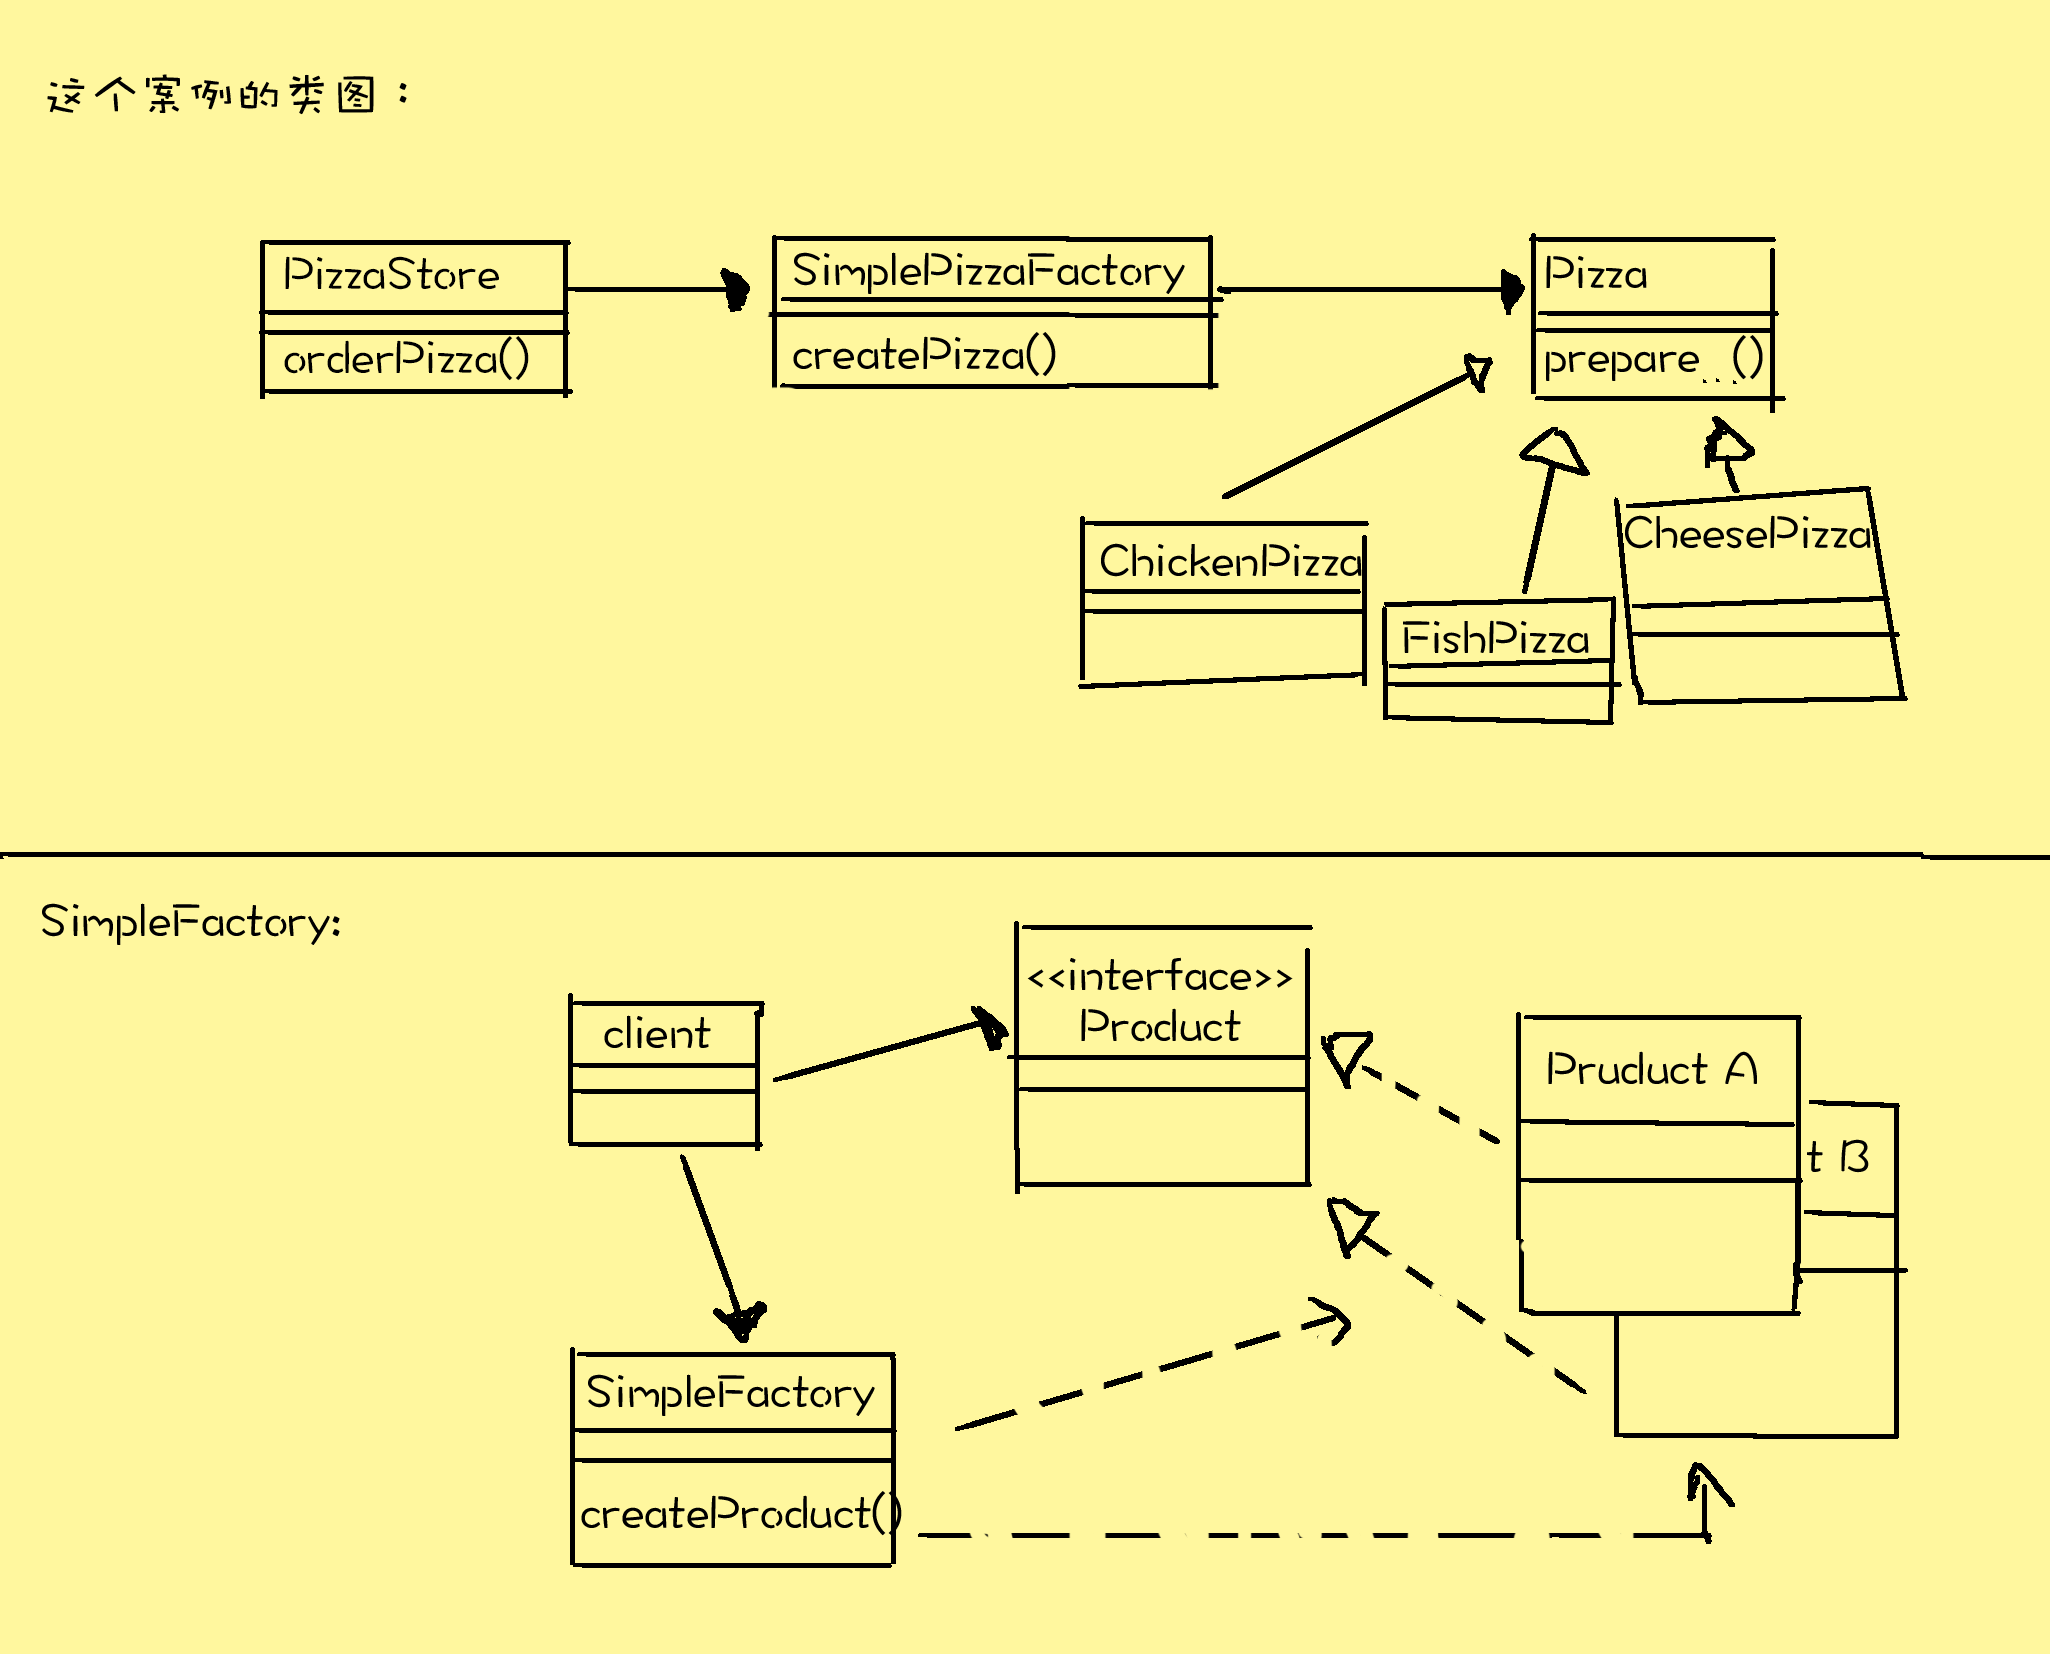 这个案例的类图：
PizzaStore
orderPizza()
SimplePizzaFactory
createPizza()
Pizza
prepare...()
ChickenPizza
FishPizza
CheesePizza
SimpleFactory:
client
<<interface>>
Product
Pruduct A
t B
SimpleFactory
createProduct()